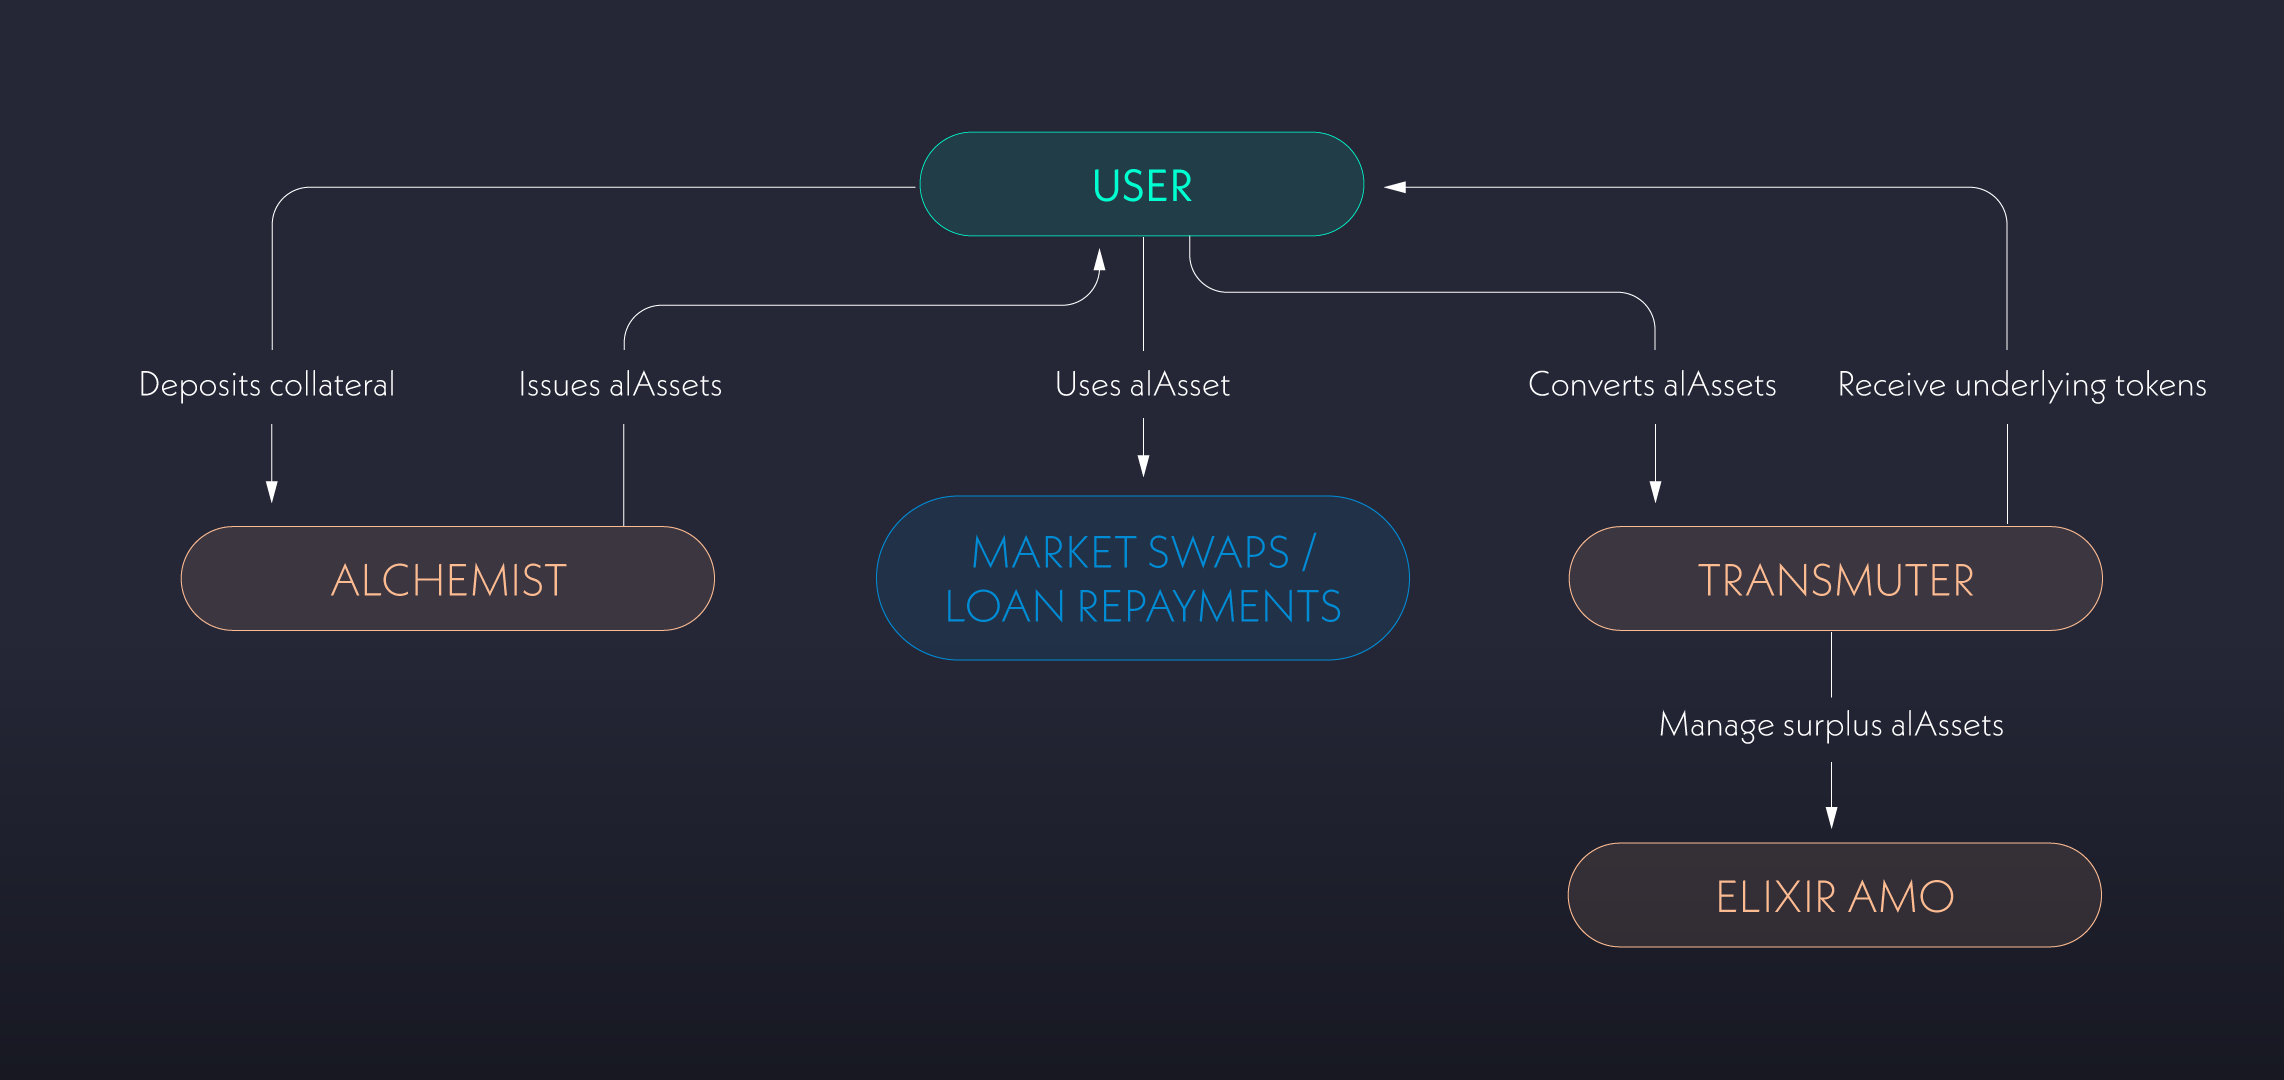 USER
Deposits collateral
Issues alAssets
Uses alAsset
Converts alAssets
Receive underlying tokens
ALCHEMIST
MARKET SWAPS /
LOAN REPAYMENTS
TRANSMUTER
Manage surplus alAssets
ELIXIR AMO